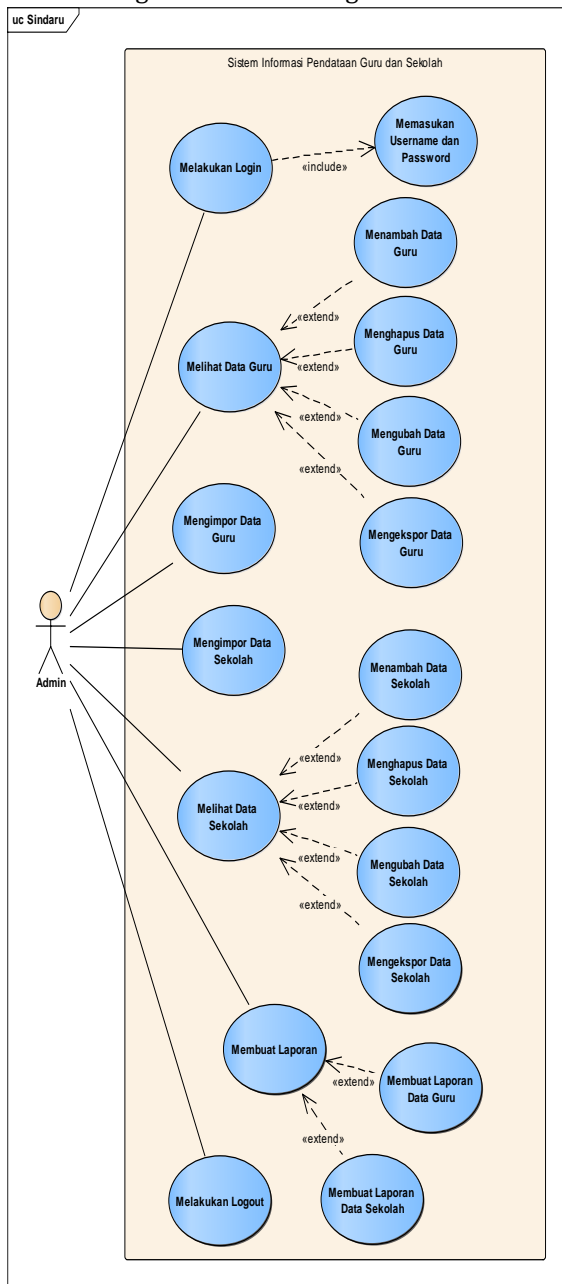 uc Sindaru
Sistem Informasi Pendataan Guru dan Sekolah
Melakukan Login
«include»
Memasukan
Username dan
Password
Menambah Data
Guru
«extend»
Menghapus Data
Guru
«extend»
Melihat Data Guru
«extend»
Mengubah Data
Guru
«extend»
Mengekspor Data
Guru
Mengimpor Data
Guru
Admin
Mengimpor Data
Sekolah
Menambah Data
Sekolah
«extend»
Menghapus Data
Sekolah
«extend»
Melihat Data
Sekolah
«extend»
Mengubah Data
Sekolah
«extend»
Mengekspor Data
Sekolah
Membuat Laporan
«extend»
Membuat Laporan
Data Guru
«extend»
Membuat Laporan
Data Sekolah
Melakukan Logout